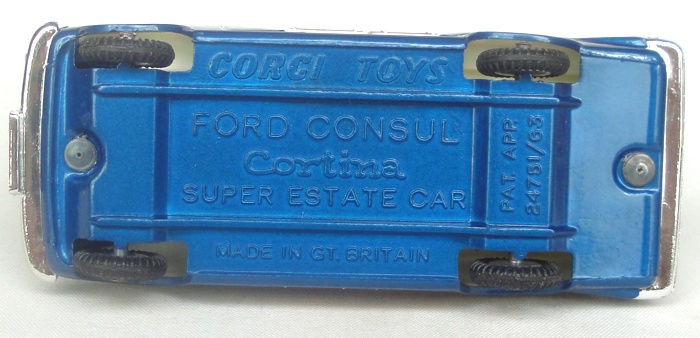 CORGI TOYS
FORD CONSUL
Cortina
SUPER ESTATE CAR
MADE IN GT. BRITAIN
PAT. APP.
24751/63